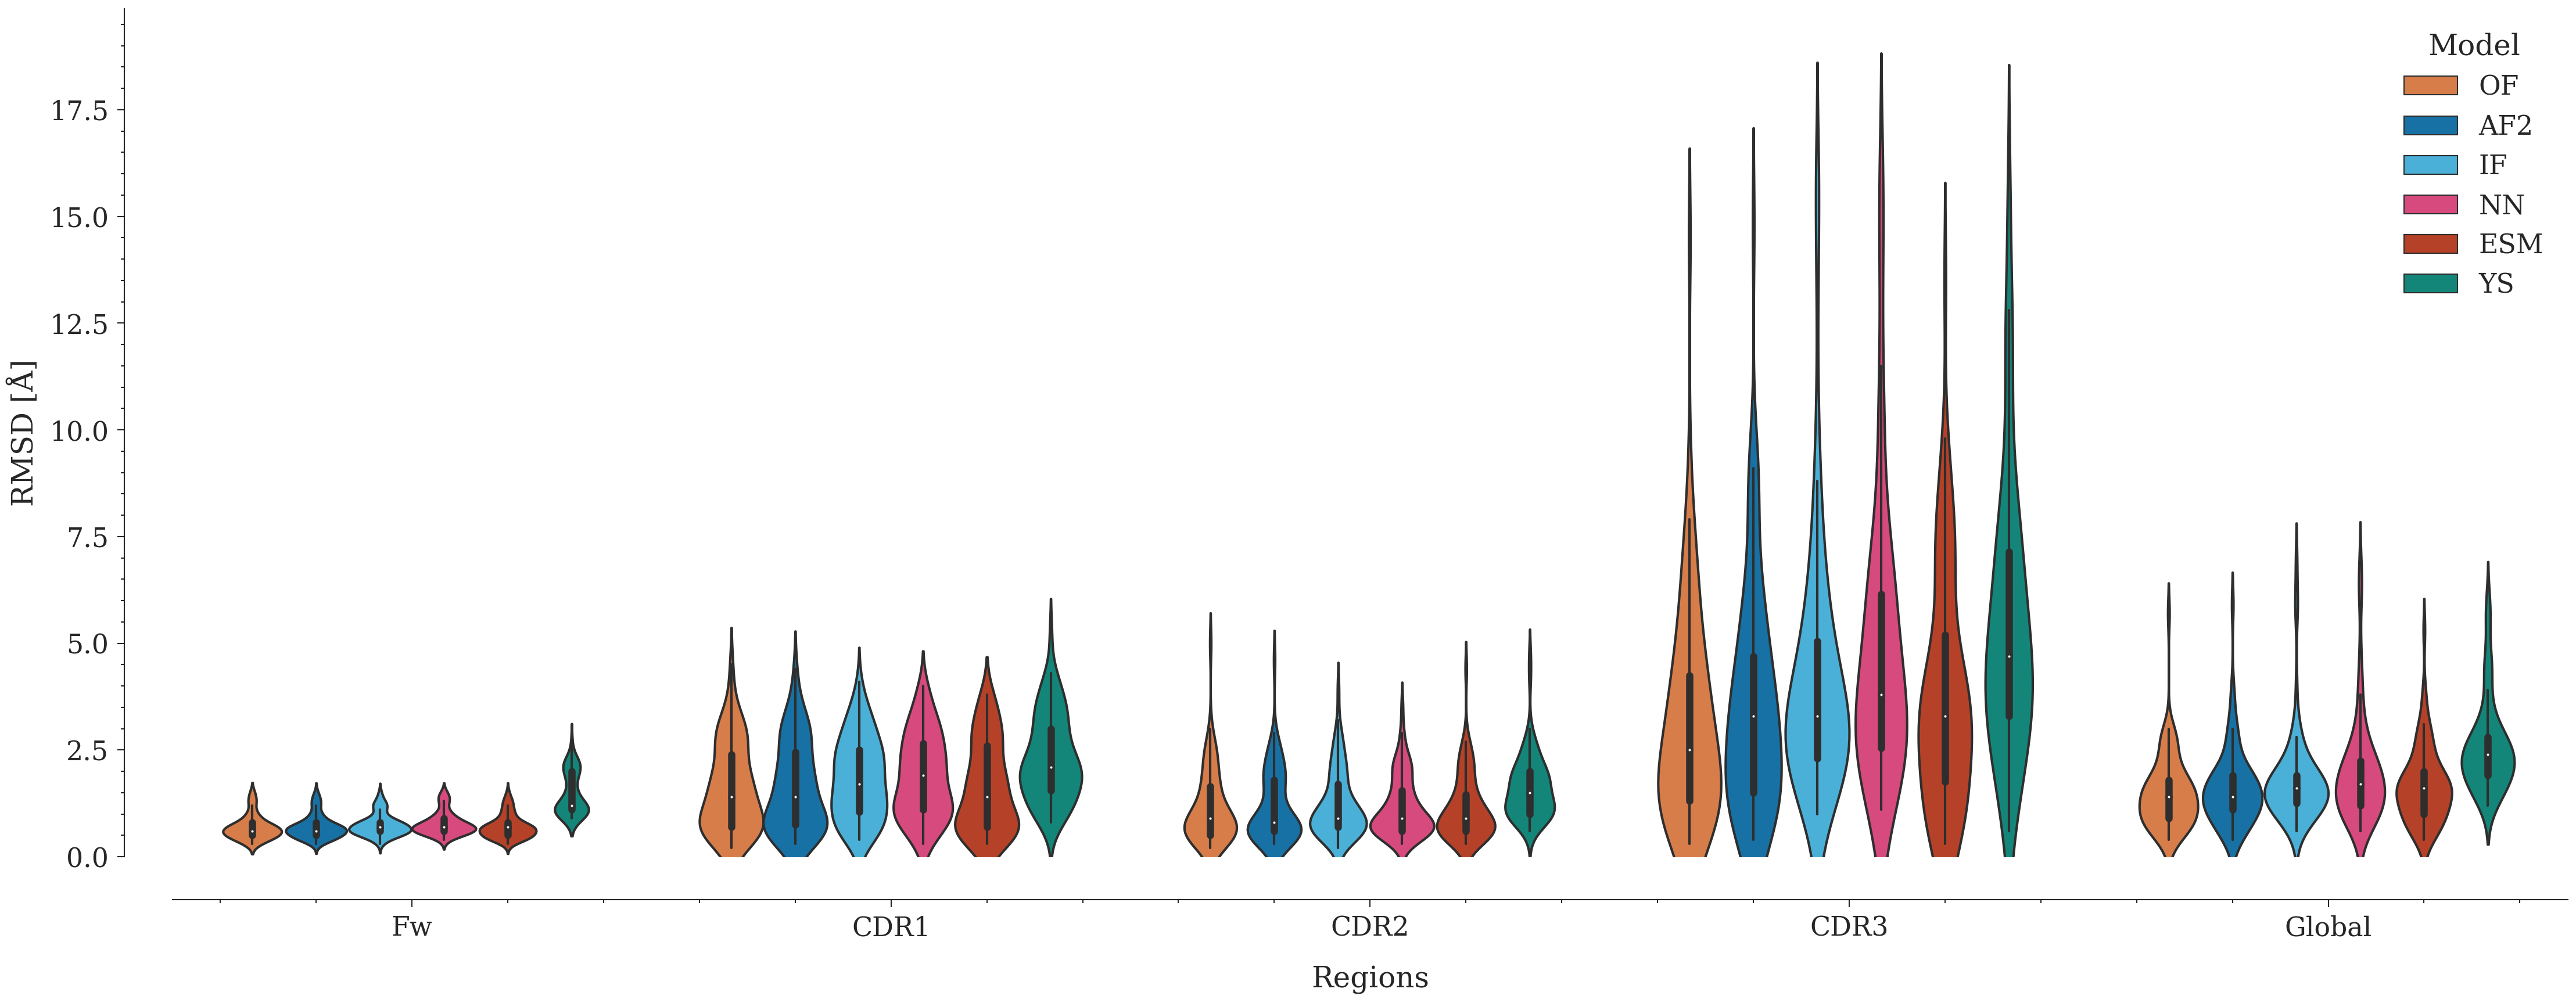 RMSD [Å]
17.5
15.0
12.5
10.0
7.5
5.0
2.5
0.0
Fw
CDR1
CDR2
CDR3
Global
Regions
Model
OF
AF2
IF
NN
ESM
YS